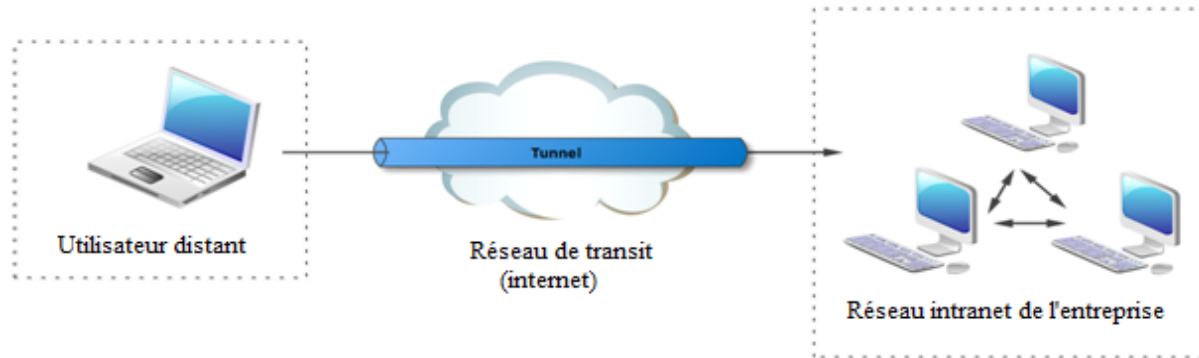 Utilisateur distant
Tunnel
Réseau de transit
(internet)
Réseau intranet de l'entreprise